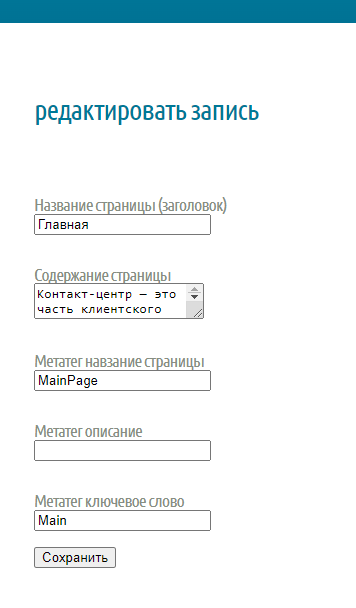 редактировать запись
Название страницы (заголовок)
Главная
Содержание страницы
Контакт-центр – это
часть клиентского
Метатег навзание страницы
MainPage
Метатег описание
Метатег ключевое слово
Main
Сохранить